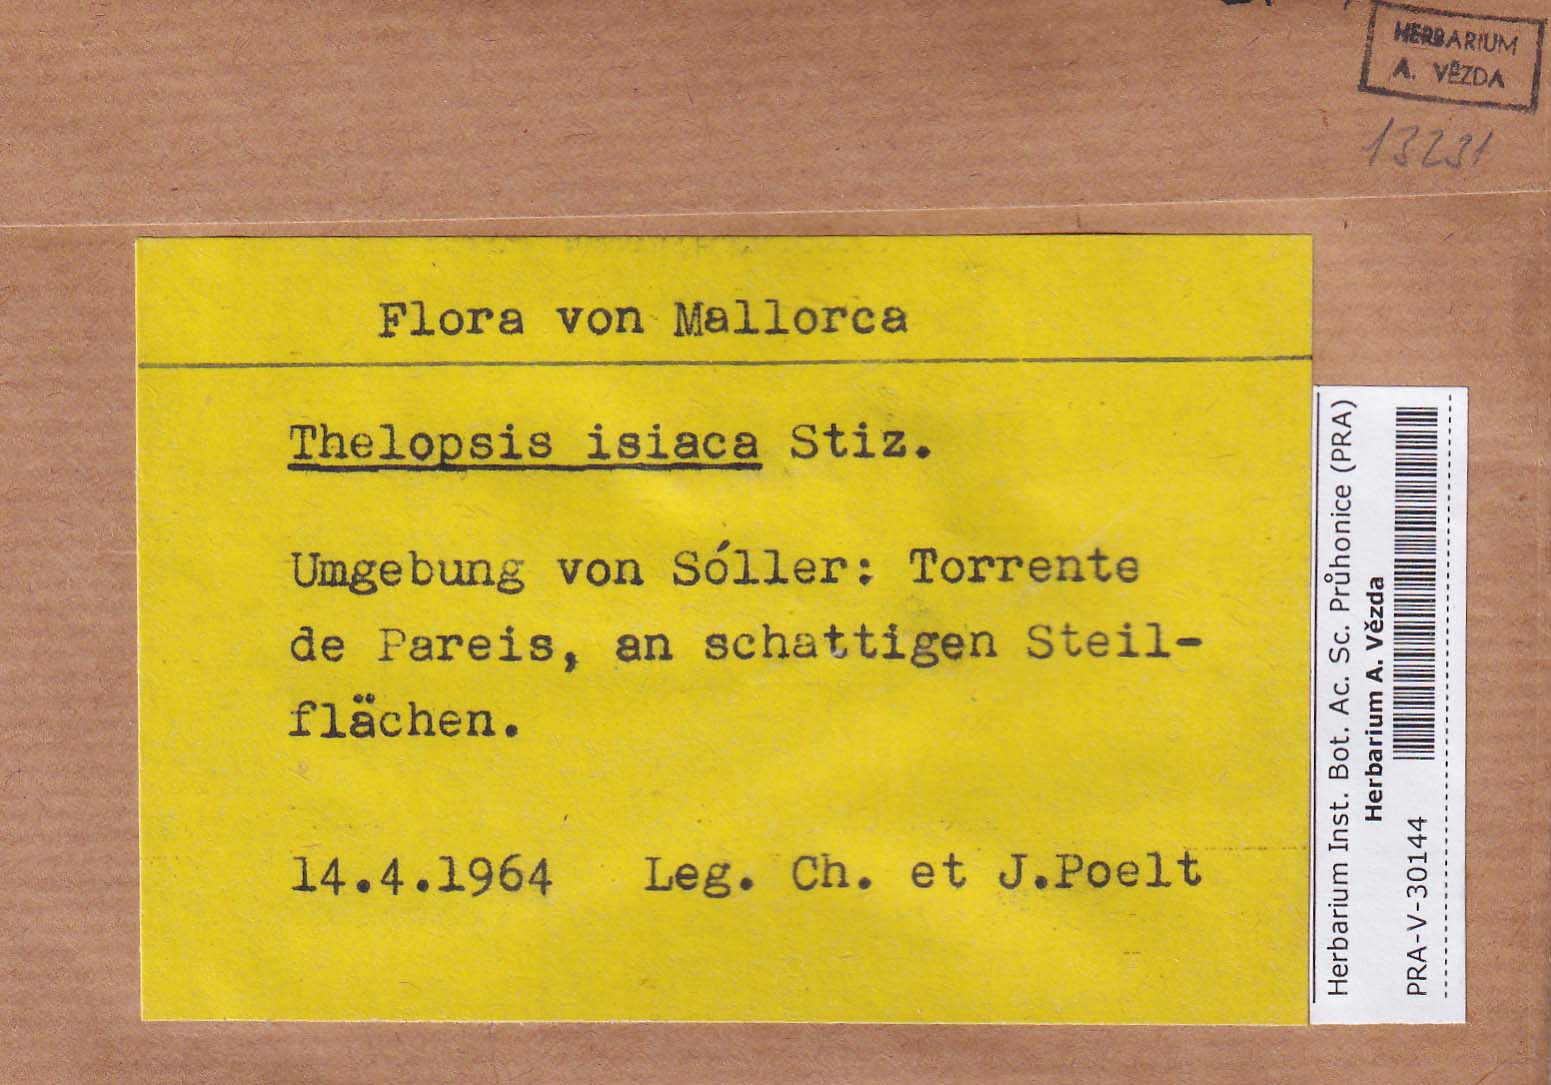 HERBARIUM
A. VĚZDA
13231
Flora von Mallorca
Thelopsis isiaca Stiz.
Umgebung von Sóller: Torrente
de Pareis, an schattigen Steil-
flächen.
14.4.1964 Leg. Ch. et J.Poelt
Herbarium Inst. Bot. Ac. Sc. Průhonice (PRA)
Herbarium A. Vězda
PRA-V-30144